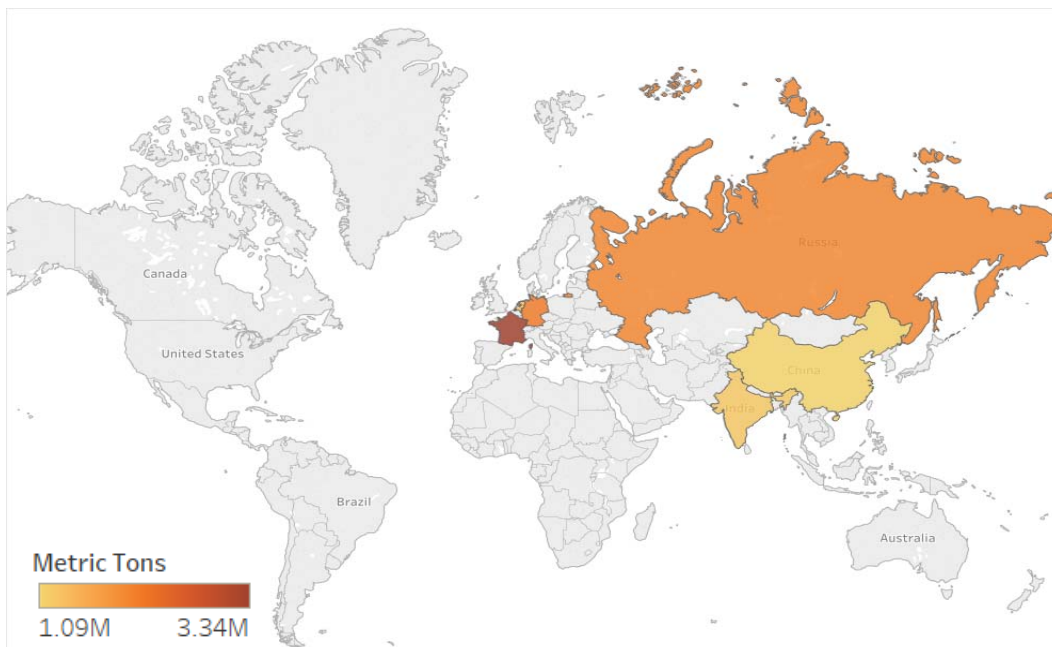 Russia
Canada
United States
China
India
Brazil
Australia
Metric Tons
1.09M 3.34M